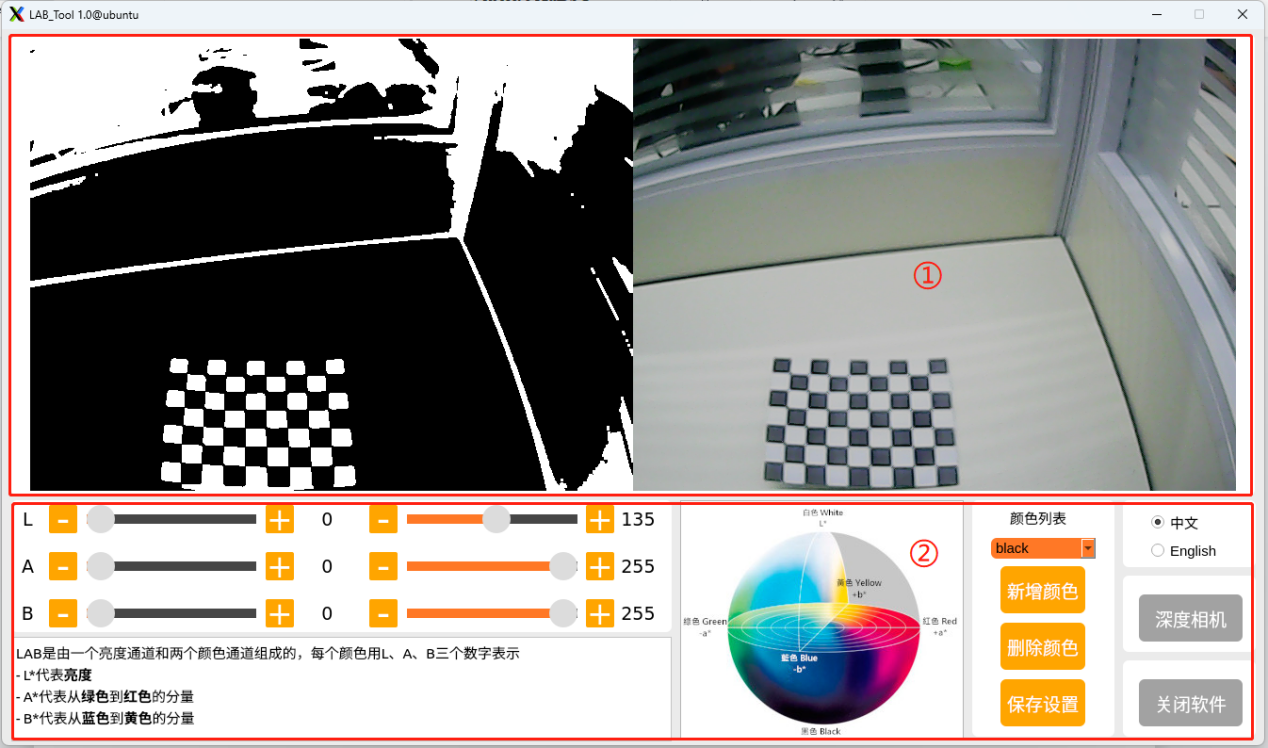 LAB_Tool 1.0@ubuntu
①
L - + 0 - + 135
A - + 0 - + 255
B - + 0 - + 255
LAB是由一个亮度通道和两个颜色通道组成的，每个颜色用L、A、B三个数字表示
- L*代表亮度
- A*代表从绿色到红色的分量
- B*代表从蓝色到黄色的分量
白色 White
L*
②
黄色 Yellow
+b*
綠色 Green
-a*
红色 Red
+a*
藍色 Blue
-b*
黑色 Black
颜色列表
black
新增颜色
删除颜色
保存设置
中文
English
深度相机
关闭软件